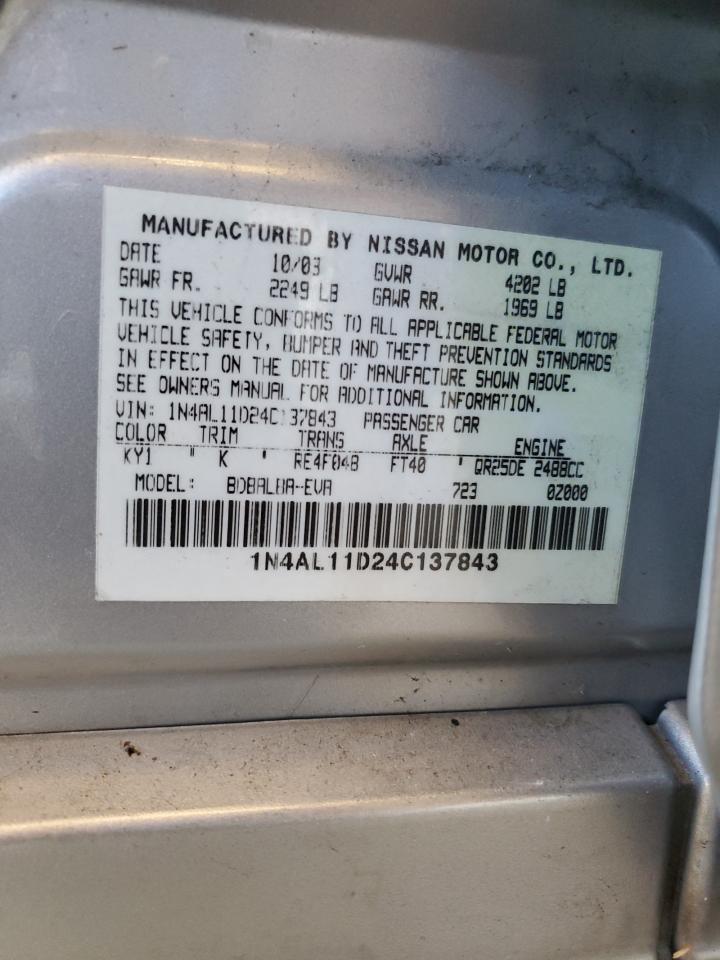 MANUFACTURED BY NISSAN MOTOR CO., LTD.
DATE 10/03 GVWR 4202 LB
GAWR FR. 2249 LB GAWR RR. 1969 LB
THIS VEHICLE CONFORMS TO ALL APPLICABLE FEDERAL MOTOR
VEHICLE SAFETY, BUMPER AND THEFT PREVENTION STANDARDS
IN EFFECT ON THE DATE OF MANUFACTURE SHOWN ABOVE.
SEE OWNERS MANUAL FOR ADDITIONAL INFORMATION.
VIN: 1N4AL11D24C137843 PASSENGER CAR
COLOR TRIM TRANS AXLE ENGINE
KY1 " K ' RE4F04B FT40 ' QR25DE 2488CC
MODEL: BDBALBA-EVA 723 0Z000
1N4AL11D24C137843